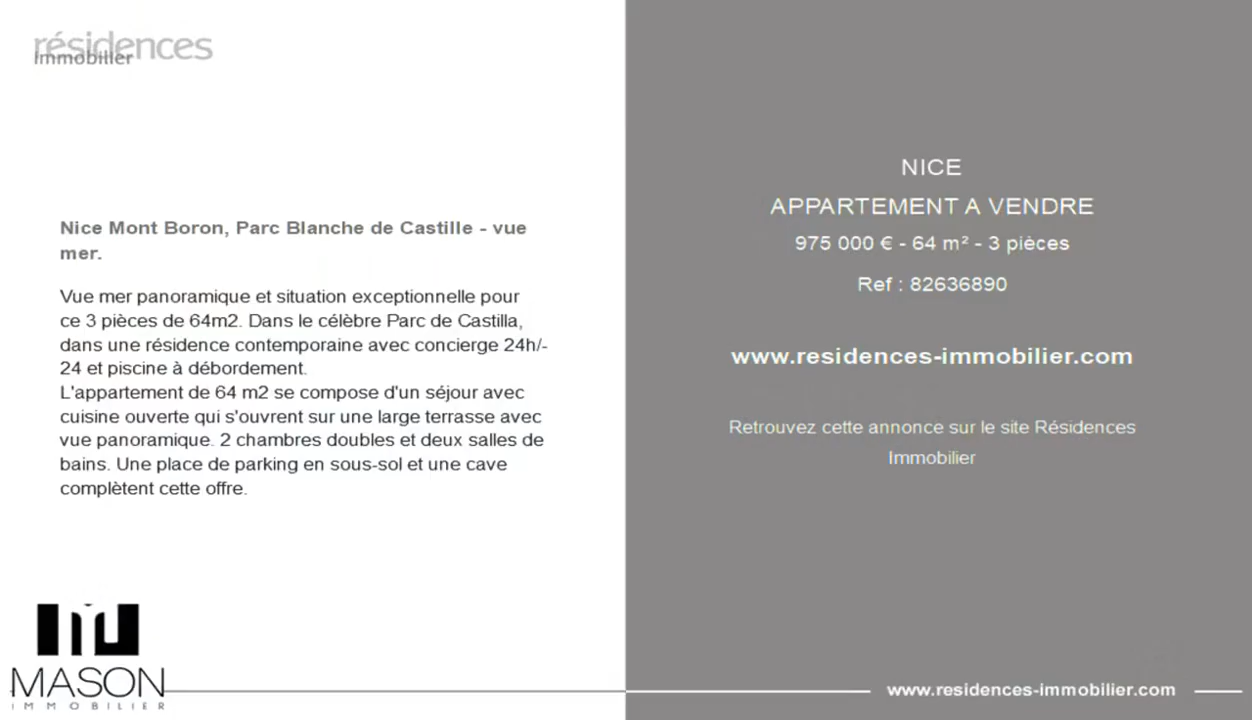 résidences
immobilier
Nice Mont Boron, Parc Blanche de Castille - vue
mer.
Vue mer panoramique et situation exceptionnelle pour
ce 3 pièces de 64m2. Dans le célèbre Parc de Castilla,
dans une résidence contemporaine avec concierge 24h/-
24 et piscine à débordement.
L'appartement de 64 m2 se compose d'un séjour avec
cuisine ouverte qui s'ouvrent sur une large terrasse avec
vue panoramique. 2 chambres doubles et deux salles de
bains. Une place de parking en sous-sol et une cave
complètent cette offre.
MASON
IMMOBILIER
NICE
APPARTEMENT A VENDRE
975 000 € - 64 m² - 3 pièces
Ref : 82636890
www.residences-immobilier.com
Retrouvez cette annonce sur le site Résidences
Immobilier
www.residences-immobilier.com